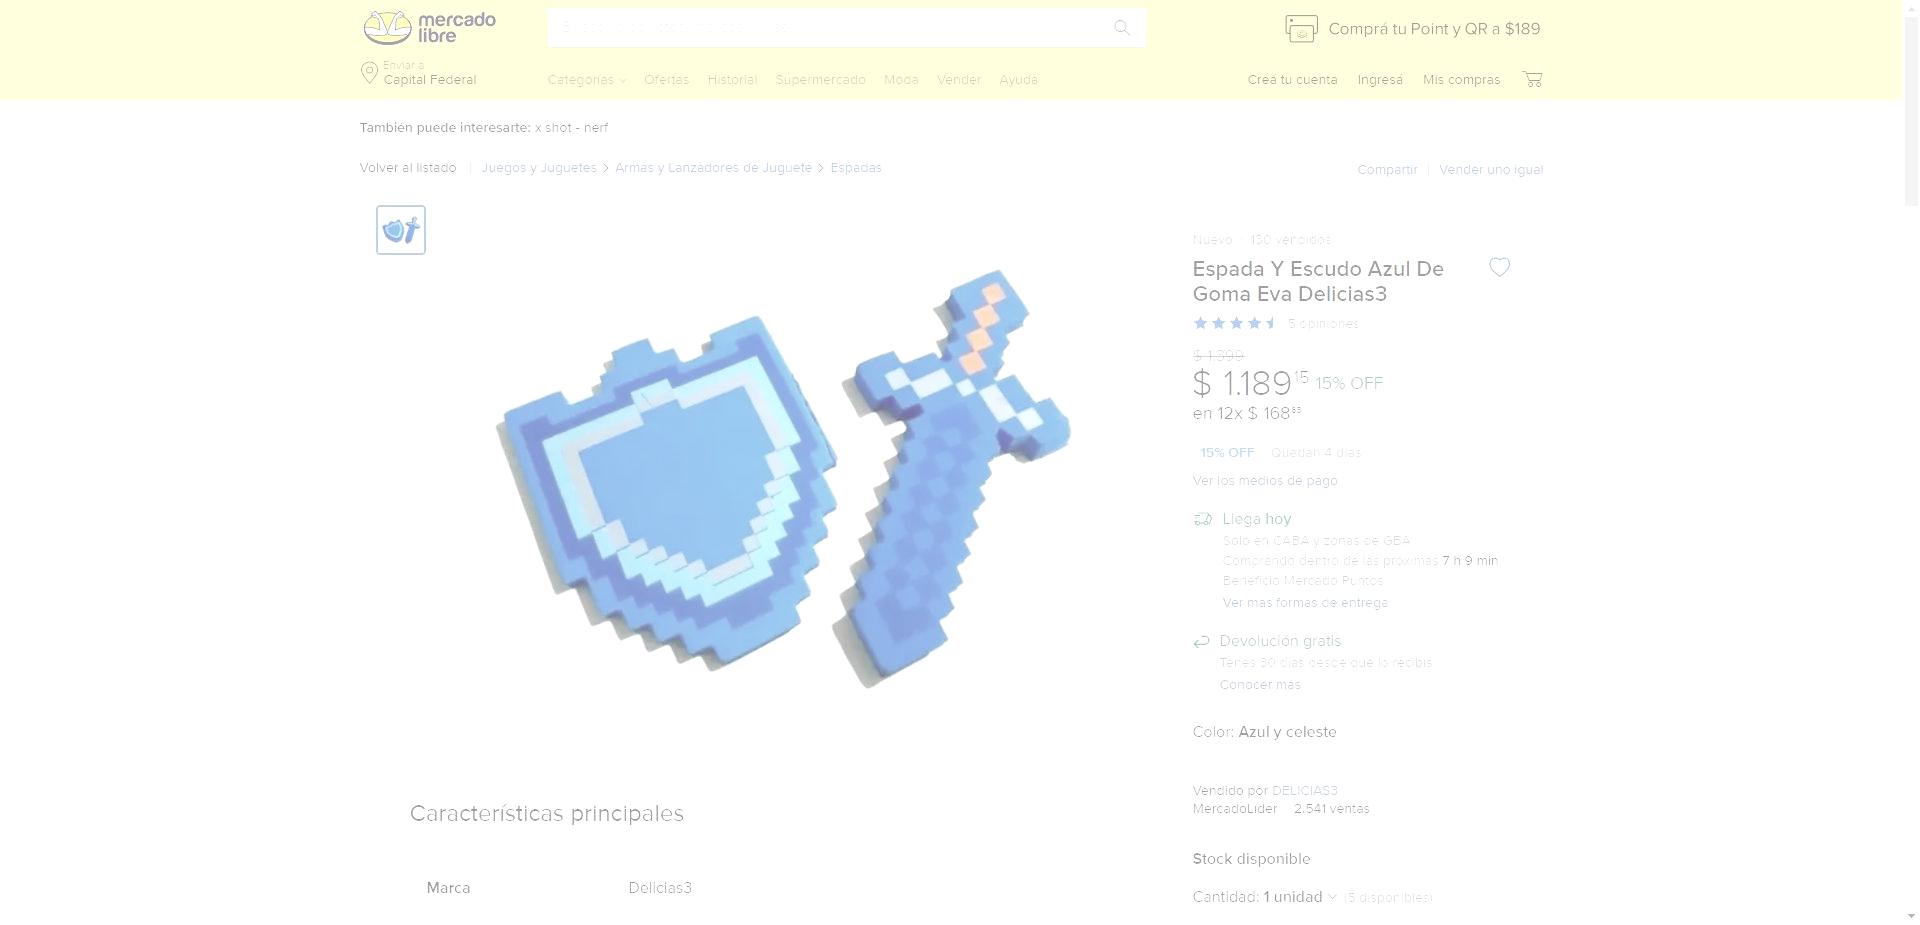 mercado
libre
Comprá tu Point y QR a $189
Enviar a
Capital Federal
Categorías Ofertas Historial Supermercado Moda Vender Ayuda
Creá tu cuenta Ingresá Mis compras
También puede interesarte: x shot - nerf
Volver al listado | Juegos y Juguetes > Armas y Lanzadores de Juguete > Espadas
Compartir | Vender uno igual
Nuevo | 130 vendidos
Espada Y Escudo Azul De
Goma Eva Delicias3
5 opiniones
$ 1.399
$ 1.189 15 15% OFF
en 12x $ 168
15% OFF Quedan 4 días
Ver los medios de pago
Llega hoy
Solo en CABA y zonas de GBA
Comprando dentro de las próximas 7 h 9 min
Beneficio Mercado Puntos
Ver más formas de entrega
Devolución gratis
Tenés 30 días desde que lo recibís
Conocer más
Color: Azul y celeste
Vendido por DELICIAS3
MercadoLíder 2.541 ventas
Características principales
Stock disponible
Marca Delicias3
Cantidad: 1 unidad (5 disponibles)